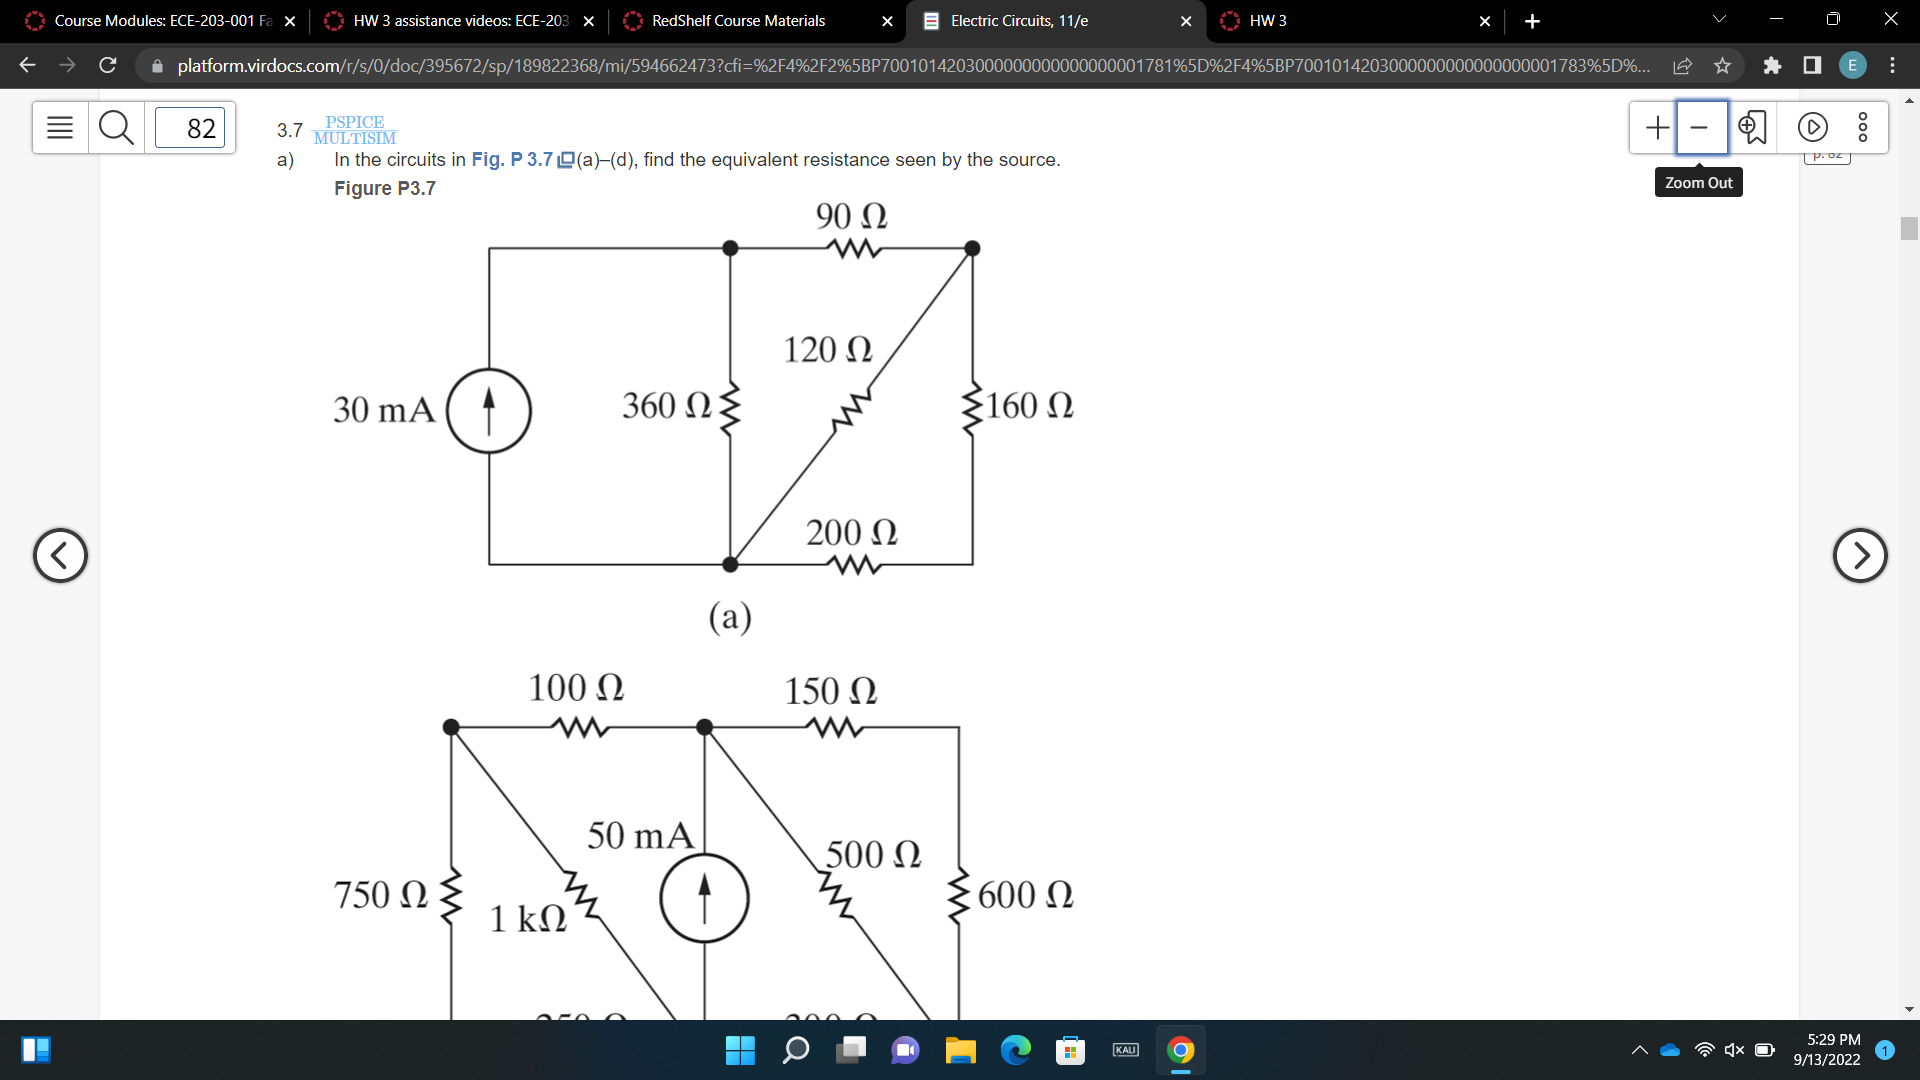 Course Modules: ECE-203-001 Fa
HW 3 assistance videos: ECE-203
RedShelf Course Materials
Electric Circuits, 11/e
HW 3
platform.virdocs.com/r/s/0/doc/395672/sp/189822368/mi/594662473?cfi=%2F4%2F2%5BP7001014203000000000000000001781%5D%2F4%5BP7001014203000000000000000001783%5D%...
E
82
3.7 PSPICE
MULTISIM
a) In the circuits in Fig. P 3.7 (a)–(d), find the equivalent resistance seen by the source.
Zoom Out
Figure P3.7
90 Ω
120 Ω
30 mA
360 Ω
160 Ω
200 Ω
(a)
100 Ω
150 Ω
50 mA
500 Ω
750 Ω
1 kΩ
600 Ω
KALI
5:29 PM
9/13/2022
1